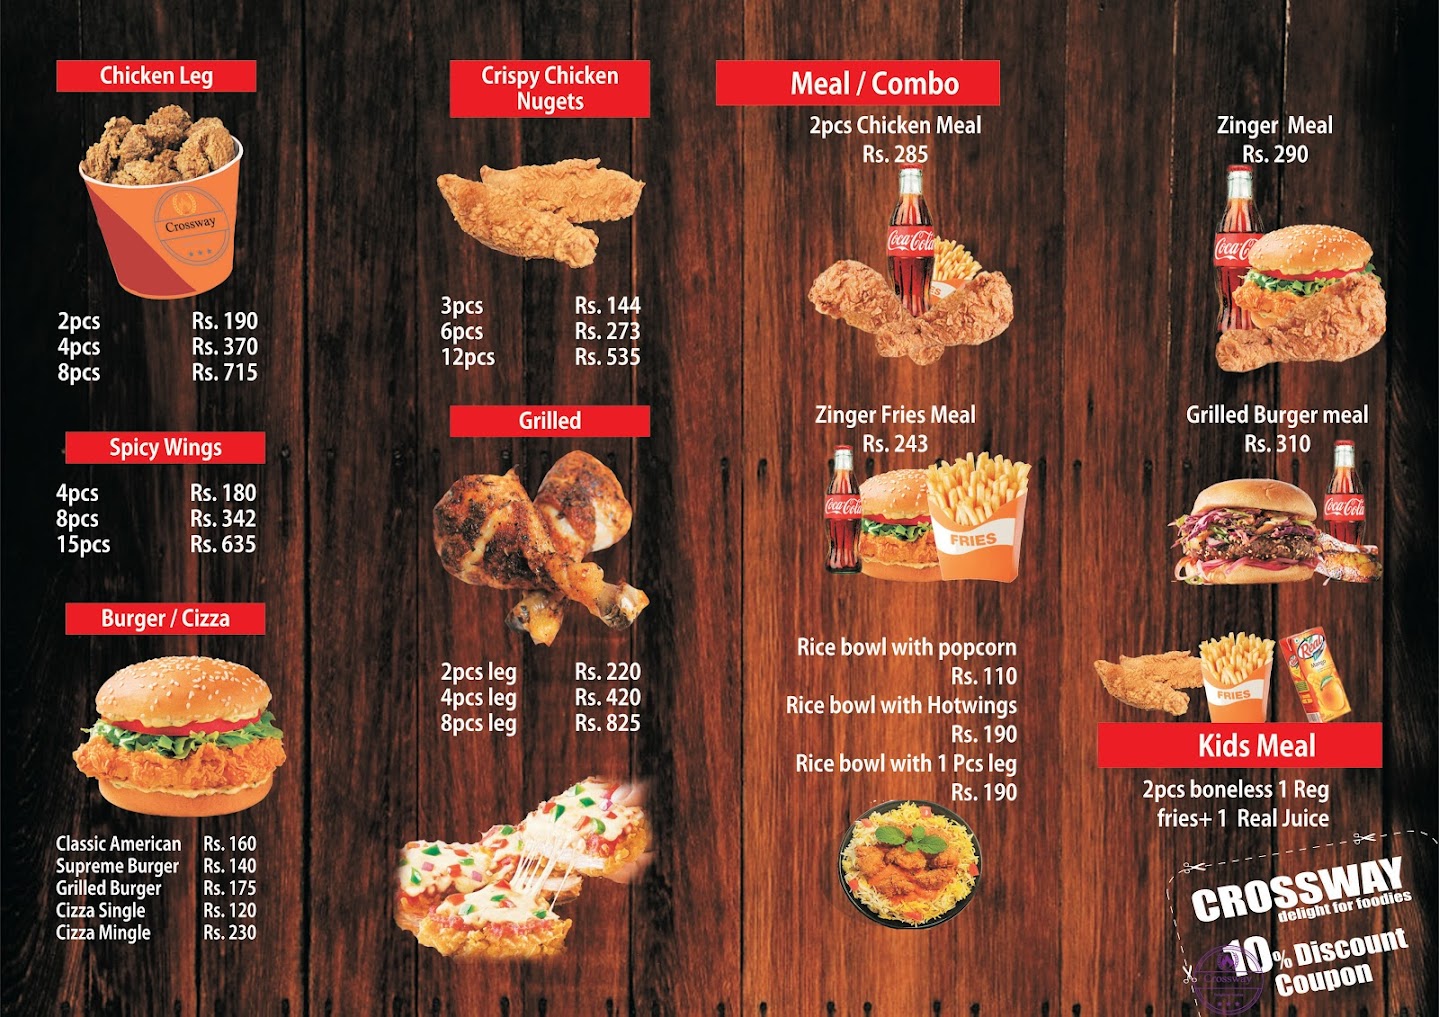 Chicken Leg
Crossway
2pcs Rs. 190
4pcs Rs. 370
8pcs Rs. 715
Spicy Wings
4pcs Rs. 180
8pcs Rs. 342
15pcs Rs. 635
Burger / Cizza
Classic American Rs. 160
Supreme Burger Rs. 140
Grilled Burger Rs. 175
Cizza Single Rs. 120
Cizza Mingle Rs. 230
Crispy Chicken
Nugets
3pcs Rs. 144
6pcs Rs. 273
12pcs Rs. 535
Grilled
2pcs leg Rs. 220
4pcs leg Rs. 420
8pcs leg Rs. 825
Meal / Combo
2pcs Chicken Meal
Rs. 285
Coca-Cola
Zinger Meal
Rs. 290
Coca-Cola
Zinger Fries Meal
Rs. 243
Coca-Cola
FRIES
Grilled Burger meal
Rs. 310
Coca-Cola
Rice bowl with popcorn
Rs. 110
Rice bowl with Hotwings
Rs. 190
Rice bowl with 1 Pcs leg
Rs. 190
FRIES
Real
Mango
Kids Meal
2pcs boneless 1 Reg
fries+ 1 Real Juice
CROSSWAY
delight for foodies
10% Discount
Coupon
Crossway